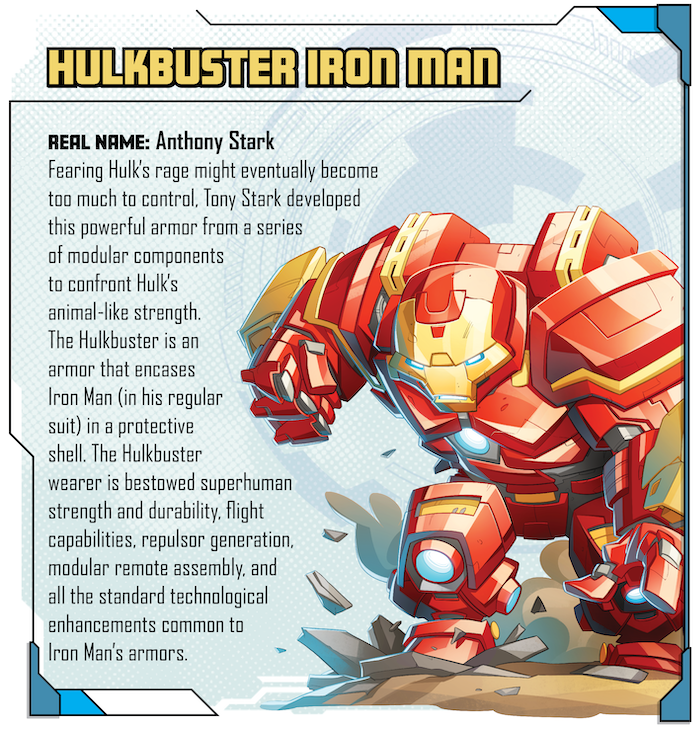 HULKBUSTER IRON MAN
REAL NAME: Anthony Stark
Fearing Hulk's rage might eventually become
too much to control, Tony Stark developed
this powerful armor from a series
of modular components
to confront Hulk's
animal-like strength.
The Hulkbuster is an
armor that encases
Iron Man (in his regular
suit) in a protective
shell. The Hulkbuster
wearer is bestowed superhuman
strength and durability, flight
capabilities, repulsor generation,
modular remote assembly, and
all the standard technological
enhancements common to
Iron Man's armors.